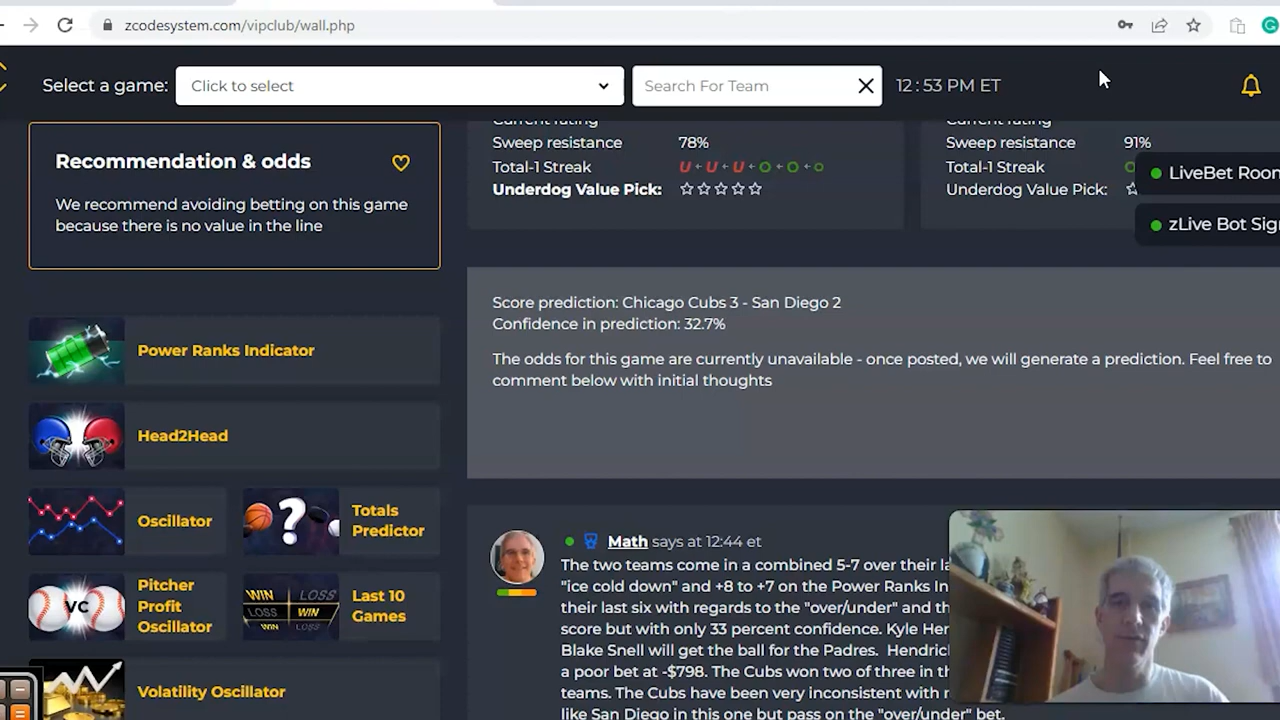 zcodesystem.com/vipclub/wall.php
Select a game:
Click to select
Search For Team
12:53 PM ET
Recommendation & odds
We recommend avoiding betting on this game
because there is no value in the line
Power Ranks Indicator
Head2Head
Oscillator
Totals
Predictor
Pitcher
Profit
Oscillator
Last 10
Games
Volatility Oscillator
Current rating
Sweep resistance 78%
Total-1 Streak
Underdog Value Pick:
Current rating
Sweep resistance 91%
Total-1 Streak
Underdog Value Pick:
LiveBet Room
zLive Bot Sig
Score prediction: Chicago Cubs 3 - San Diego 2
Confidence in prediction: 32.7%
The odds for this game are currently unavailable - once posted, we will generate a prediction. Feel free to
comment below with initial thoughts
Math says at 12:44 et
The two teams come in a combined 5-7 over their la
"ice cold down" and +8 to +7 on the Power Ranks In
their last six with regards to the "over/under" and th
score but with only 33 percent confidence. Kyle Hen
Blake Snell will get the ball for the Padres. Hendrick
a poor bet at -$798. The Cubs won two of three in th
teams. The Cubs have been very inconsistent with
like San Diego in this one but pass on the "over/under" bet.